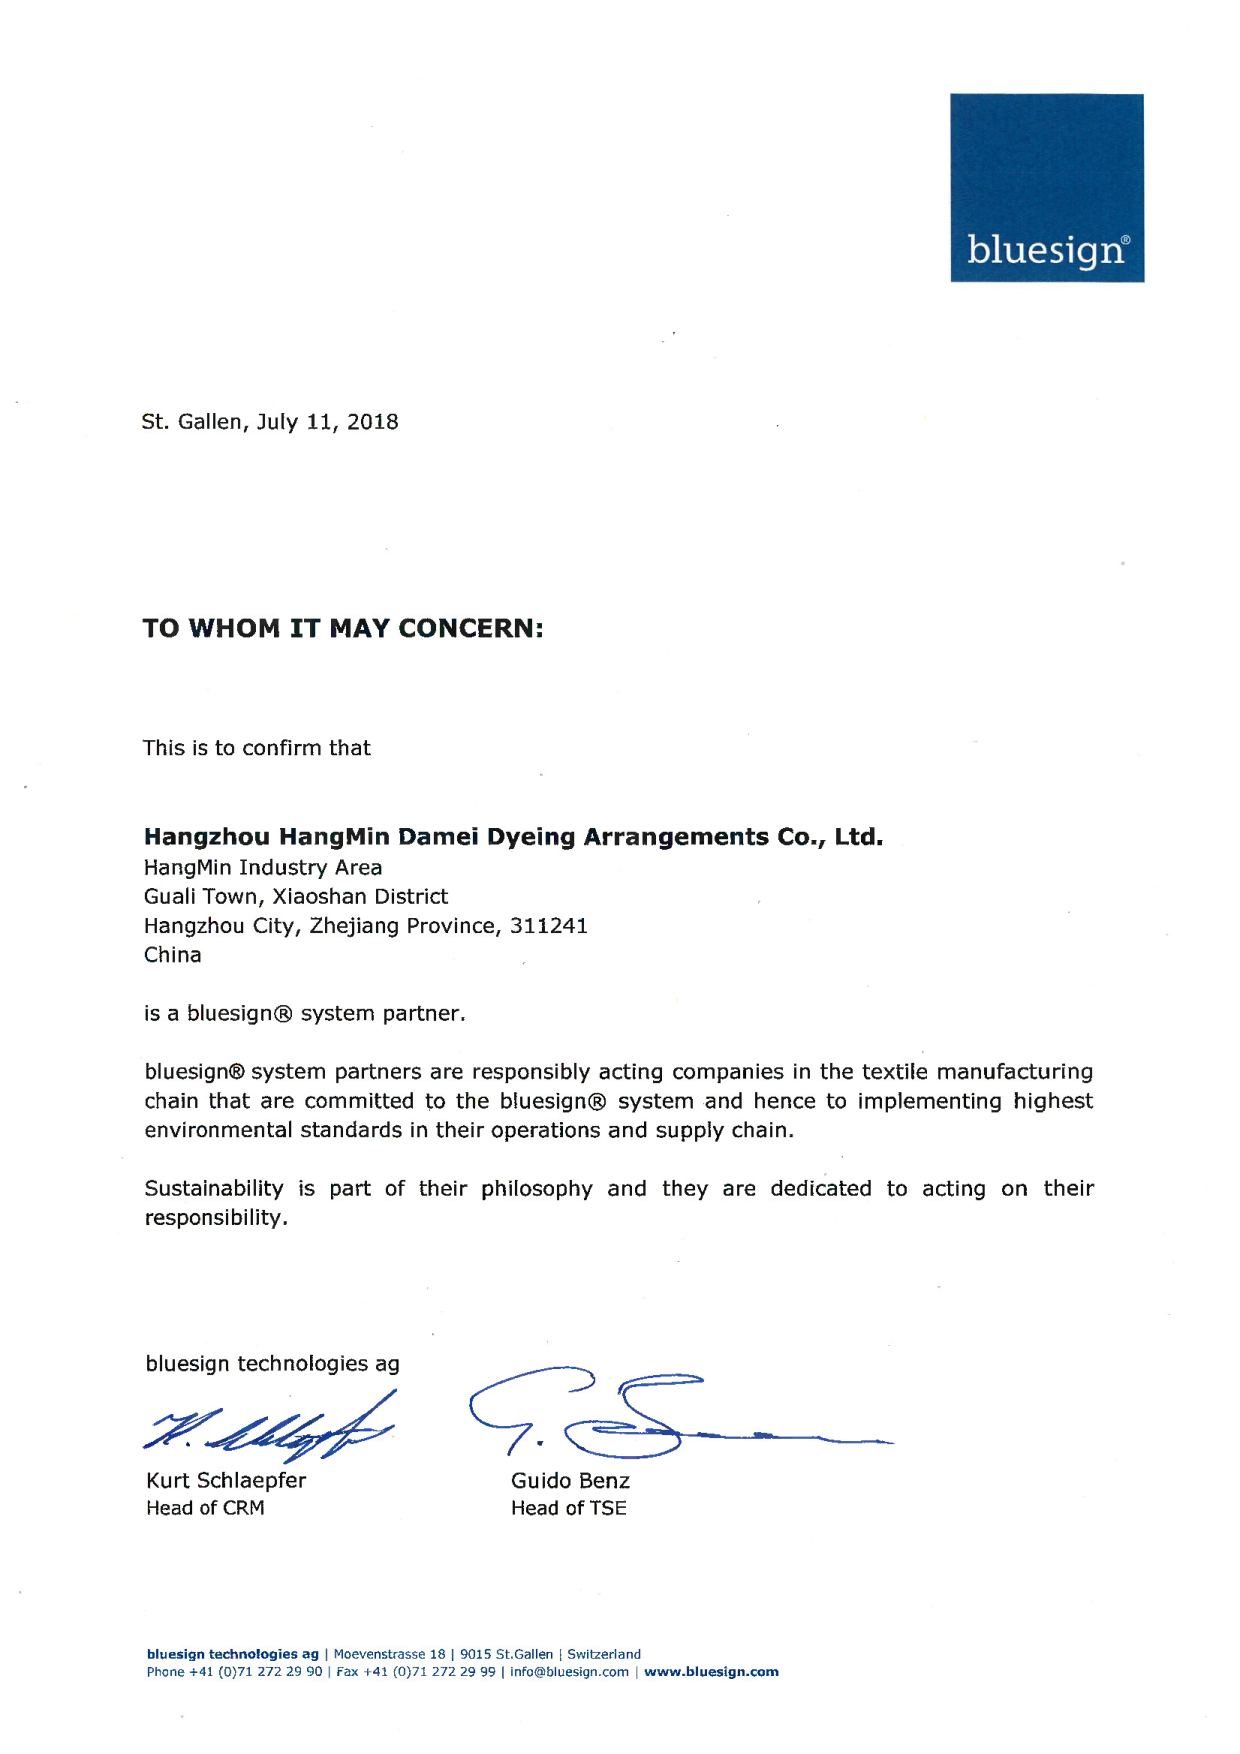 bluesign®
St. Gallen, July 11, 2018
TO WHOM IT MAY CONCERN:
This is to confirm that
Hangzhou HangMin Damei Dyeing Arrangements Co., Ltd.
HangMin Industry Area
Guali Town, Xiaoshan District
Hangzhou City, Zhejiang Province, 311241
China
is a bluesign® system partner.
bluesign® system partners are responsibly acting companies in the textile manufacturing
chain that are committed to the bluesign® system and hence to implementing highest
environmental standards in their operations and supply chain.
Sustainability is part of their philosophy and they are dedicated to acting on their
responsibility.
bluesign technologies ag
Kurt Schlaepfer
Head of CRM
Guido Benz
Head of TSE
bluesign technologies ag | Moevenstrasse 18 | 9015 St.Gallen | Switzerland
Phone +41 (0)71 272 29 90 | Fax +41 (0)71 272 29 99 | info@bluesign.com | www.bluesign.com